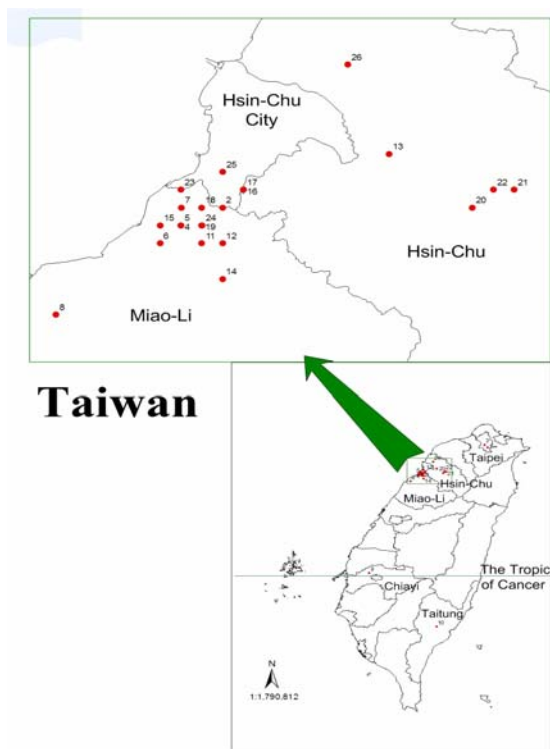 26
Hsin-Chu
City
13
25
23
17
16
22
21
7
18
2
20
15
5
24
4
19
6
11
12
Hsin-Chu
14
8
Miao-Li
Taiwan
Taipei
Hsin-Chu
Miao-Li
The Tropic
of Cancer
Chiayi
Taitung
10
N
1:1,790,812